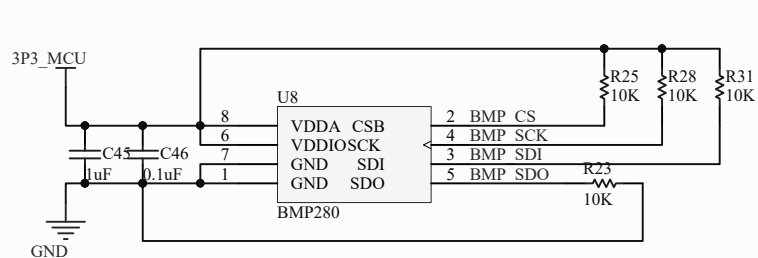 3P3_MCU
U8
R25
10K
R28
10K
R31
10K
8 VDDA CSB 2 BMP_CS
6 VDDIO SCK 4 BMP_SCK
7 GND SDI 3 BMP_SDI
1 GND SDO 5 BMP_SDO
C45
1uF
C46
0.1uF
R23
10K
BMP280
GND